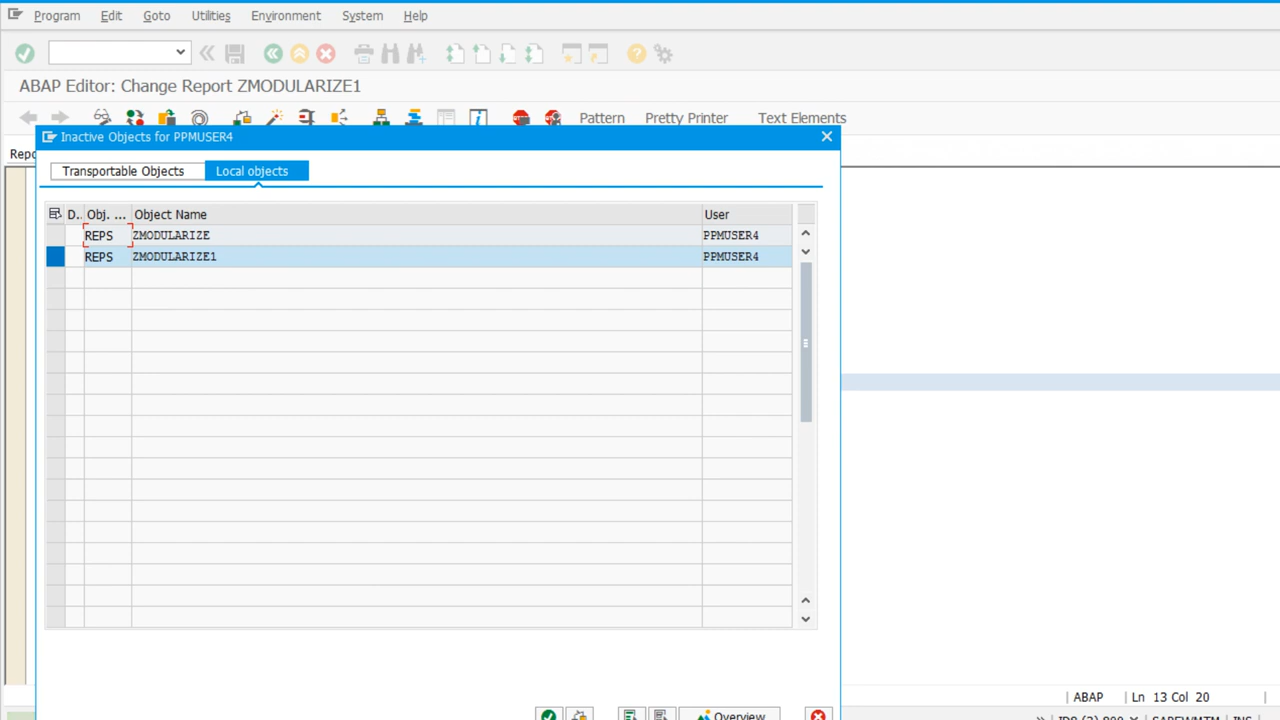 Program Edit Goto Utilities Environment System Help
ABAP Editor: Change Report ZMODULARIZE1
Pattern Pretty Printer Text Elements
Inactive Objects for PPMUSER4
Repo
Transportable Objects Local objects
D.. Obj. ... Object Name User
REPS ZMODULARIZE PPMUSER4
REPS ZMODULARIZE1 PPMUSER4
ABAP Ln 13 Col 20
Overview